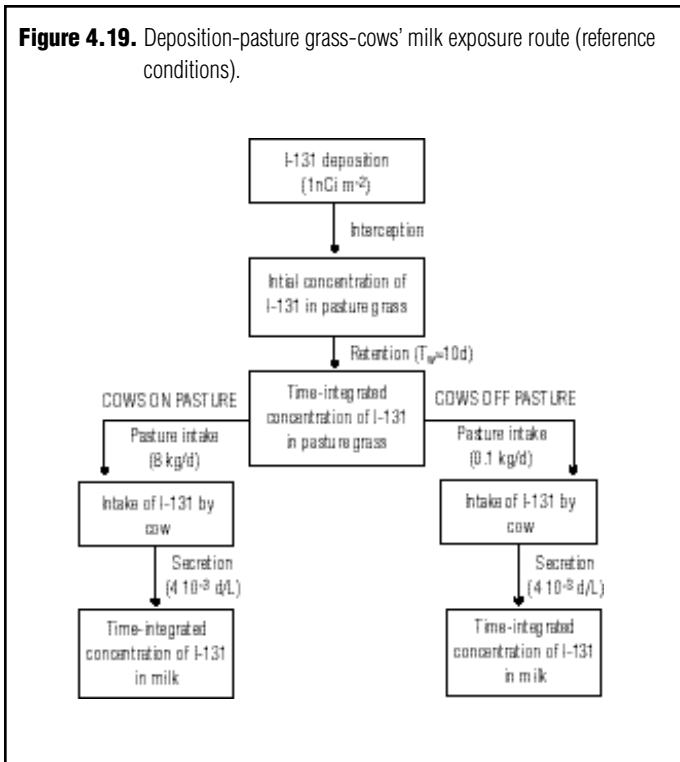 Figure 4.19. Deposition-pasture grass-cows' milk exposure route (reference
conditions).
I-131 deposition
(1nCi m-2)
Interception
Intial concentration of
I-131 in pasture grass
Retention (Tw=10d)
Time-integrated
concentration of I-131
in pasture grass
COWS ON PASTURE
Pasture intake
(8 kg/d)
Intake of I-131 by
cow
Secretion
(4 10-3 d/L)
Time-integrated
concentration of I-131
in milk
COWS OFF PASTURE
Pasture intake
(0.1 kg/d)
Intake of I-131 by
cow
Secretion
(4 10-3 d/L)
Time-integrated
concentration of I-131
in milk